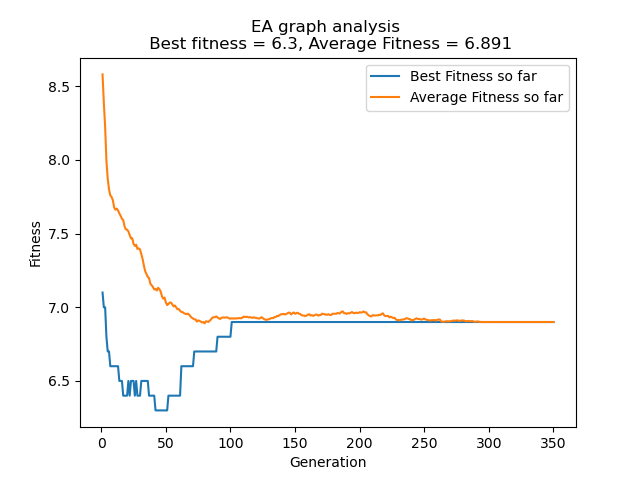 EA graph analysis
Best fitness = 6.3, Average Fitness = 6.891
Best Fitness so far
Average Fitness so far
8.5
8.0
7.5
7.0
6.5
Fitness
0 50 100 150 200 250 300 350
Generation